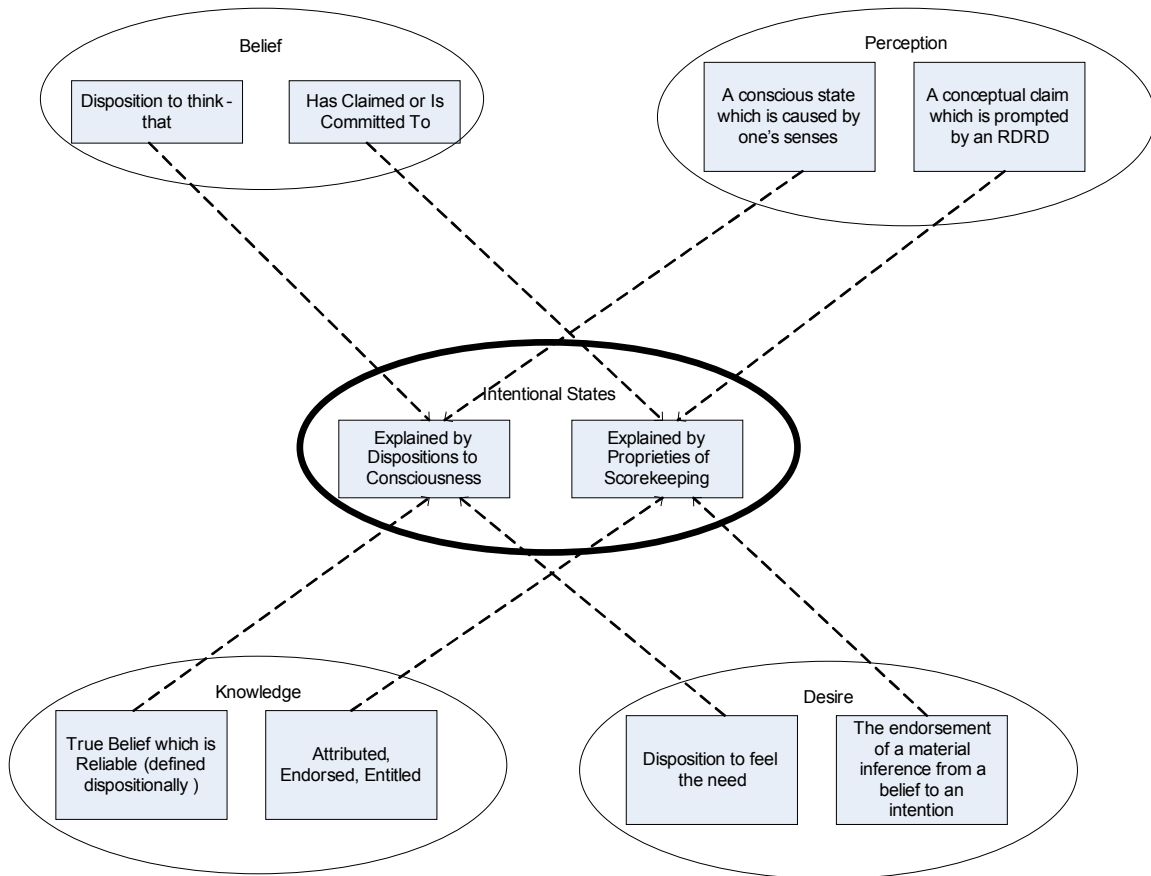 Belief
Disposition to think -
that
Has Claimed or Is
Committed To
Perception
A conscious state
which is caused by
one's senses
A conceptual claim
which is prompted
by an RDRD
Intentional States
Explained by
Dispositions to
Consciousness
Explained by
Proprieties of
Scorekeeping
Knowledge
True Belief which is
Reliable (defined
dispositionally )
Attributed,
Endorsed, Entitled
Desire
Disposition to feel
the need
The endorsement
of a material
inference from a
belief to an
intention